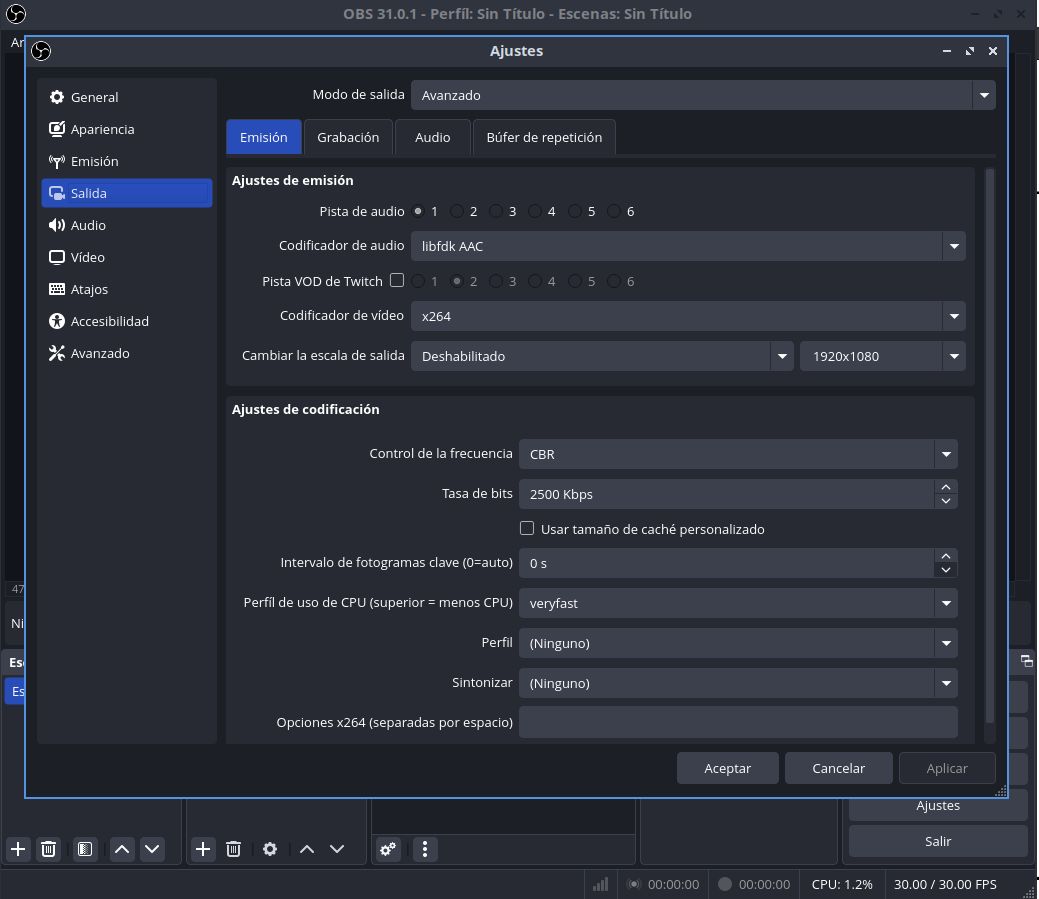 OBS 31.0.1 - Perfíl: Sin Título - Escenas: Sin Título
Ar
Ajustes
General
Apariencia
Emisión
Salida
Audio
Vídeo
Atajos
Accesibilidad
Avanzado
Modo de salida Avanzado
Emisión Grabación Audio Búfer de repetición
Ajustes de emisión
Pista de audio 1 2 3 4 5 6
Codificador de audio libfdk AAC
Pista VOD de Twitch 1 2 3 4 5 6
Codificador de vídeo x264
Cambiar la escala de salida Deshabilitado 1920x1080
Ajustes de codificación
Control de la frecuencia CBR
Tasa de bits 2500 Kbps
Usar tamaño de caché personalizado
Intervalo de fotogramas clave (0=auto) 0 s
Perfíl de uso de CPU (superior = menos CPU) veryfast
Perfil (Ninguno)
Sintonizar (Ninguno)
Opciones x264 (separadas por espacio)
Aceptar Cancelar Aplicar
47
Ni
Esc
Es
Ajustes
Salir
00:00:00 00:00:00 CPU: 1.2% 30.00 / 30.00 FPS